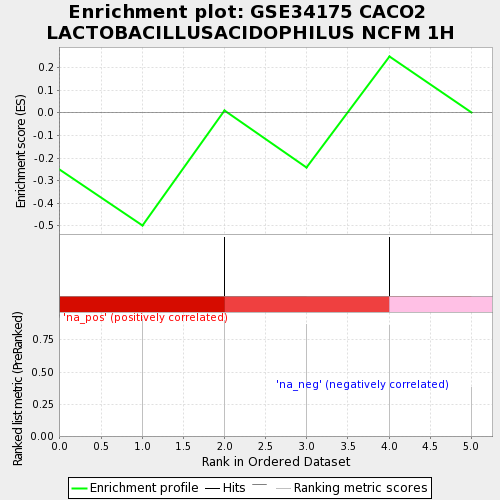 Enrichment plot: GSE34175 CACO2
LACTOBACILLUSACIDOPHILUS NCFM 1H
Enrichment score (ES)
0.2
0.1
0.0
-0.1
-0.2
-0.3
-0.4
-0.5
'na_pos' (positively correlated)
'na_neg' (negatively correlated)
Ranked list metric (PreRanked)
0.75
0.50
0.25
0.00
0.0 0.5 1.0 1.5 2.0 2.5 3.0 3.5 4.0 4.5 5.0
Rank in Ordered Dataset
Enrichment profile Hits Ranking metric scores